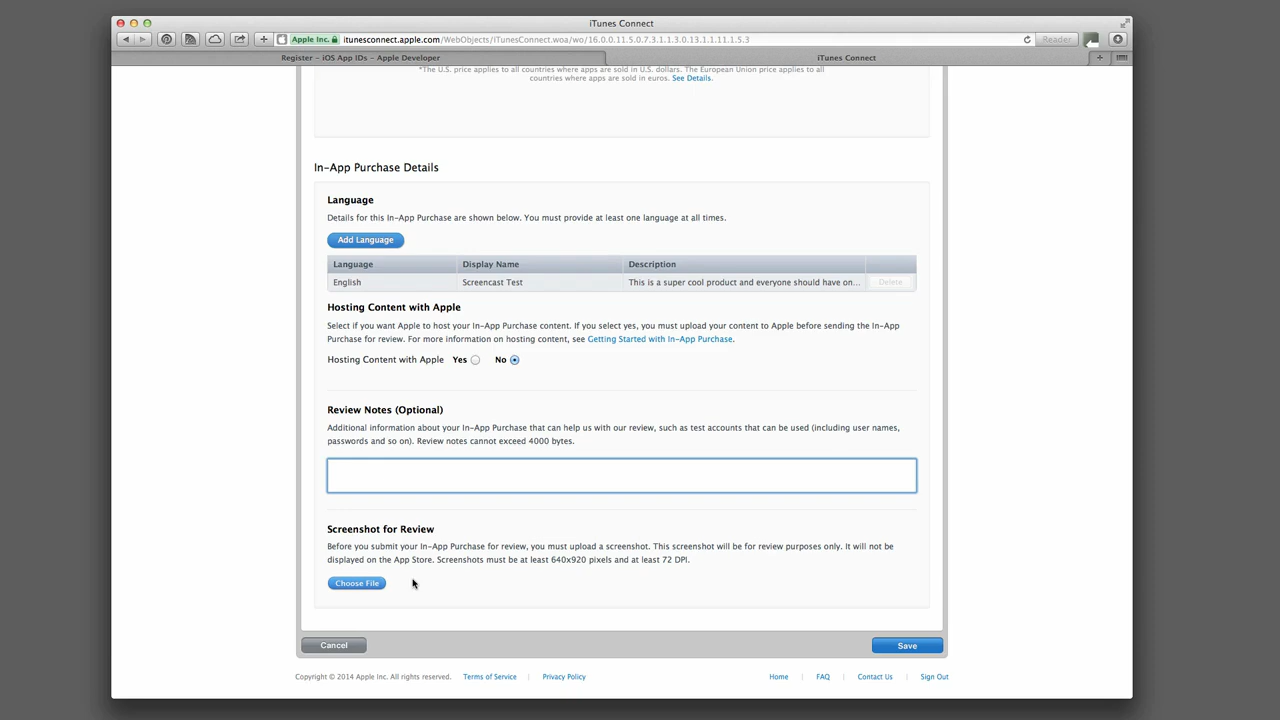 iTunes Connect
Apple Inc. itunesconnect.apple.com/WebObjects/iTunesConnect.woa/wo/16.0.0.11.5.0.7.3.1.1.3.0.13.1.1.11.1.5.3 Reader
Register – iOS App IDs – Apple Developer iTunes Connect
*The U.S. price applies to all countries where apps are sold in U.S. dollars. The European Union price applies to all
countries where apps are sold in euros. See Details.
In-App Purchase Details
Language
Details for this In-App Purchase are shown below. You must provide at least one language at all times.
Add Language
Language Display Name Description
English Screencast Test This is a super cool product and everyone should have on... Delete
Hosting Content with Apple
Select if you want Apple to host your In-App Purchase content. If you select yes, you must upload your content to Apple before sending the In-App
Purchase for review. For more information on hosting content, see Getting Started with In-App Purchase.
Hosting Content with Apple Yes No
Review Notes (Optional)
Additional information about your In-App Purchase that can help us with our review, such as test accounts that can be used (including user names,
passwords and so on). Review notes cannot exceed 4000 bytes.
Screenshot for Review
Before you submit your In-App Purchase for review, you must upload a screenshot. This screenshot will be for review purposes only. It will not be
displayed on the App Store. Screenshots must be at least 640x920 pixels and at least 72 DPI.
Choose File
Cancel Save
Copyright © 2014 Apple Inc. All rights reserved. Terms of Service Privacy Policy Home FAQ Contact Us Sign Out